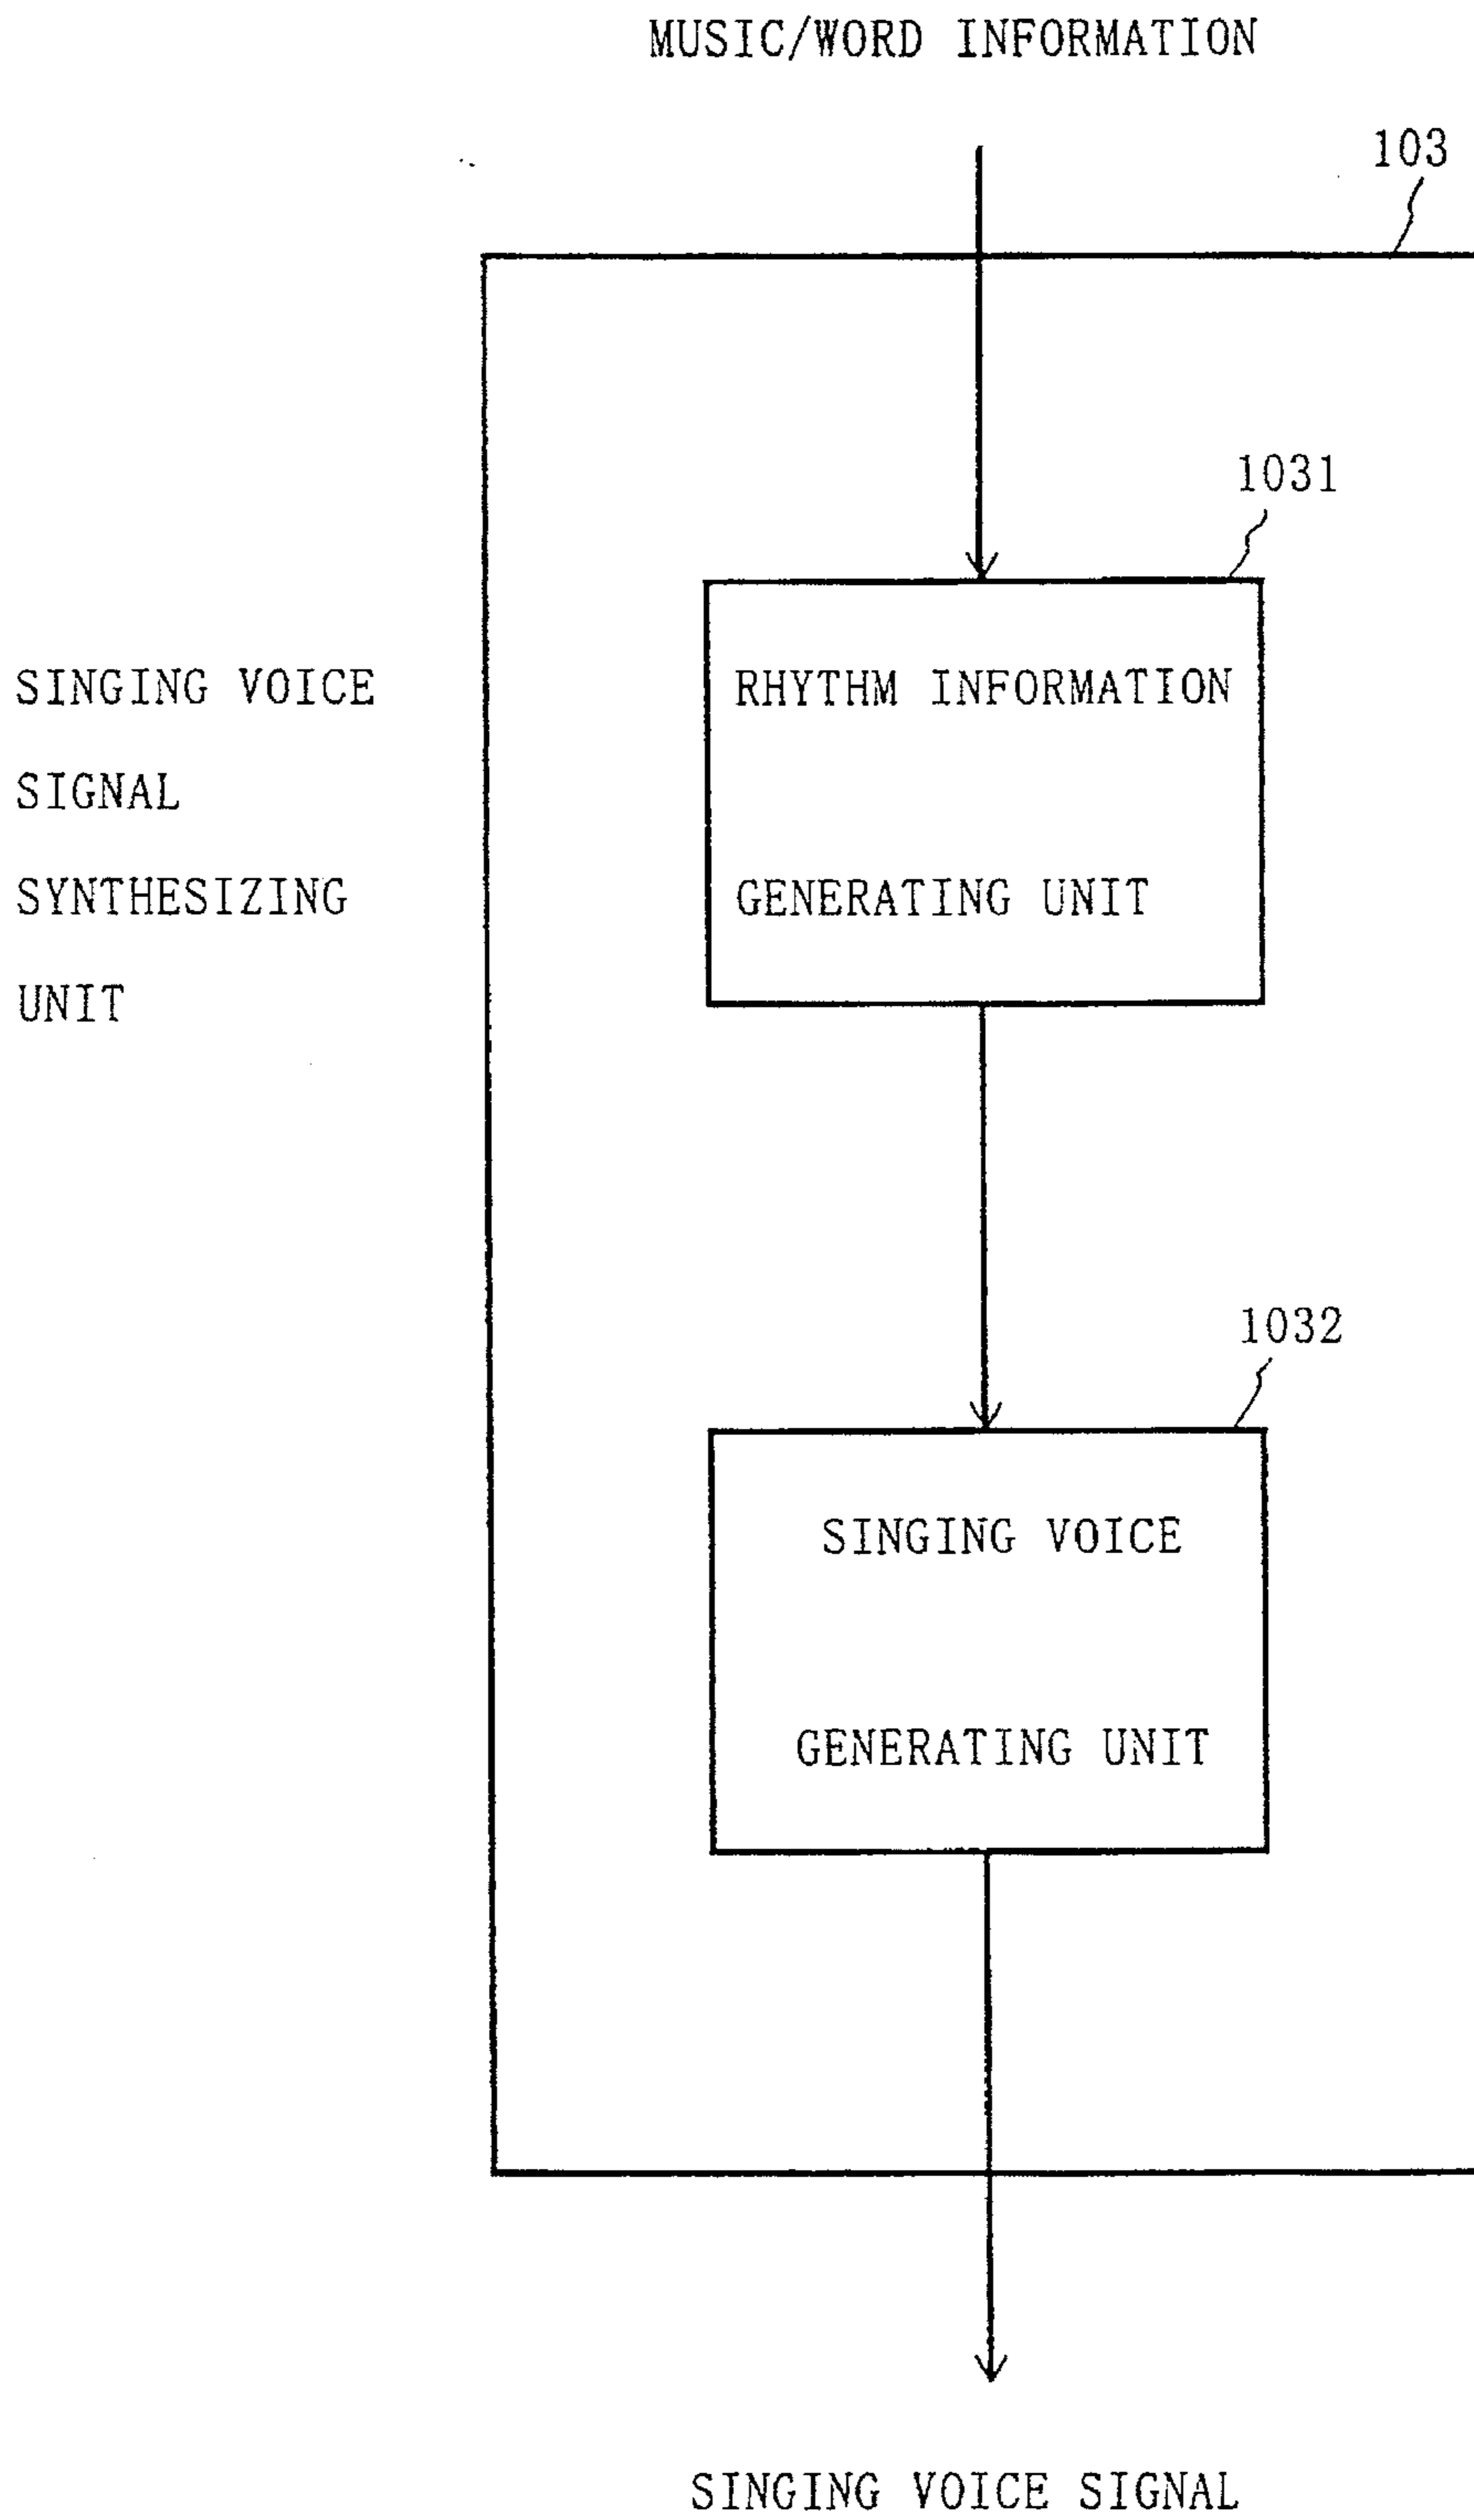 MUSIC/WORD INFORMATION
103
1031
RHYTHM INFORMATION
GENERATING UNIT
SINGING VOICE
SIGNAL
SYNTHESIZING
UNIT
1032
SINGING VOICE
GENERATING UNIT
SINGING VOICE SIGNAL